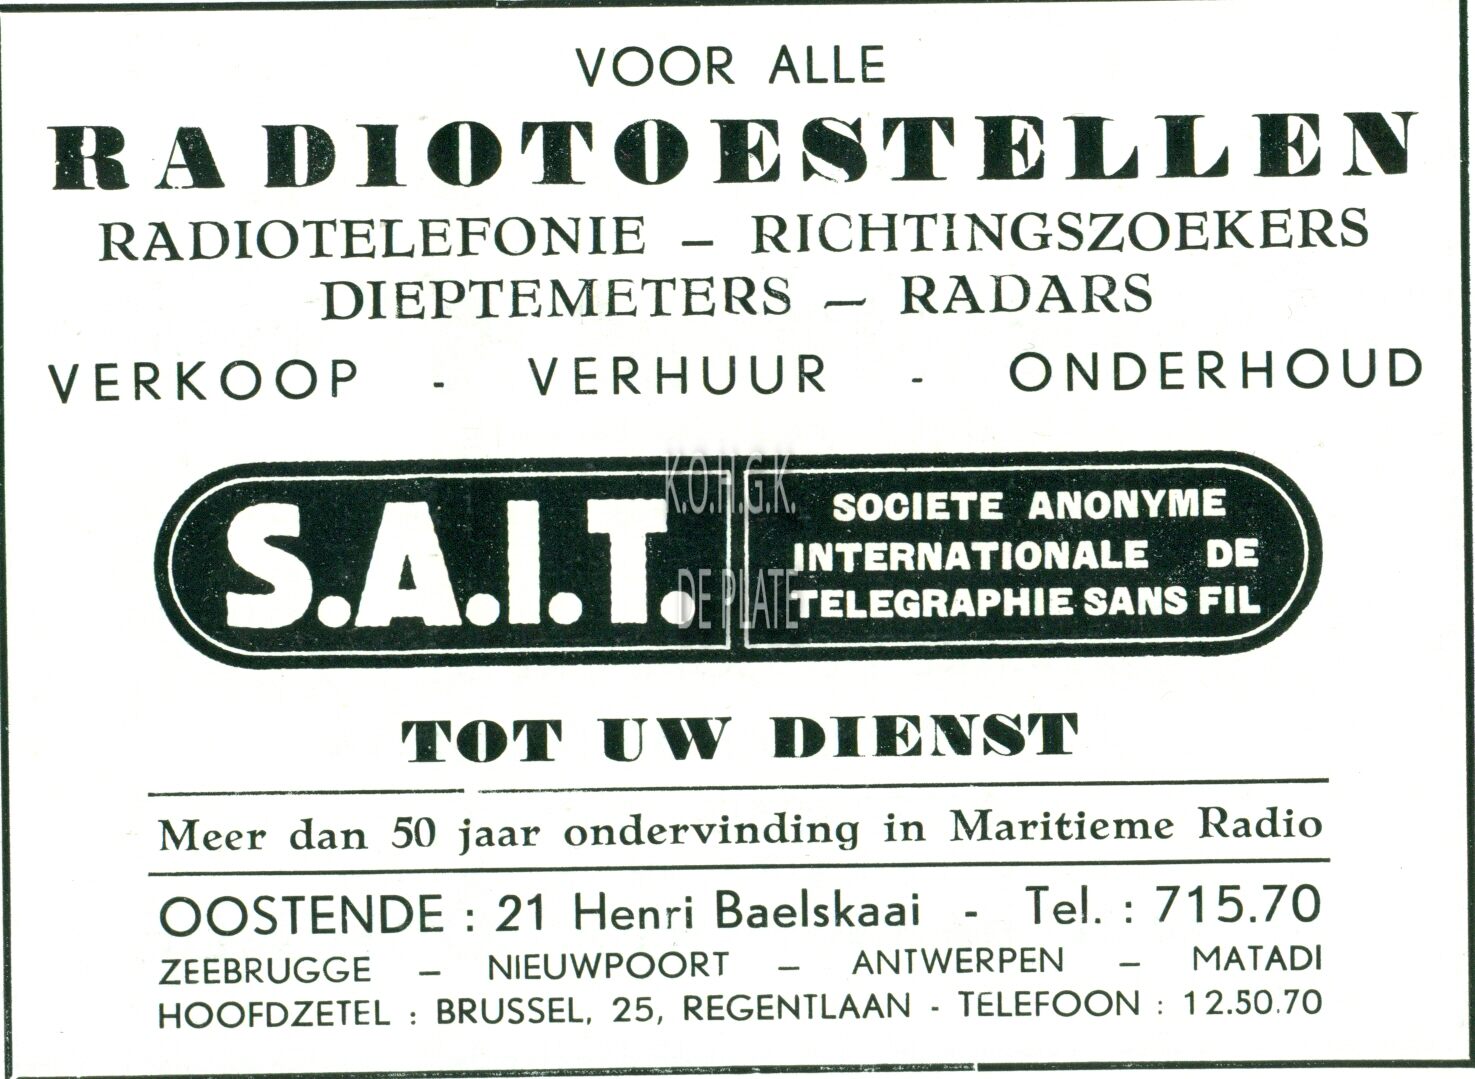 VOOR ALLE
RADIOTOESTELLEN
RADIOTELEFONIE – RICHTINGSZOEKERS
DIEPTEMETERS – RADARS
VERKOOP - VERHUUR - ONDERHOUD
S.A.I.T.
SOCIETE ANONYME
INTERNATIONALE DE
TELEGRAPHIE SANS FIL
K.O.H.G.K.
DE PLATE
TOT UW DIENST
Meer dan 50 jaar ondervinding in Maritieme Radio
OOSTENDE : 21 Henri Baelskaai - Tel. : 715.70
ZEEBRUGGE – NIEUWPOORT – ANTWERPEN – MATADI
HOOFDZETEL : BRUSSEL, 25, REGENTLAAN - TELEFOON : 12.50.70